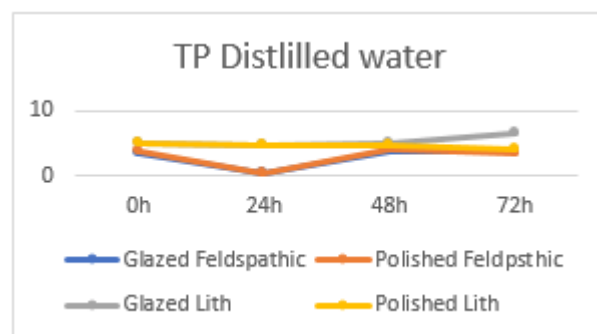 TP Distlilled water
10
0
0h 24h 48h 72h
Glazed Feldspathic Polished Feldpsthic
Glazed Lith Polished Lith